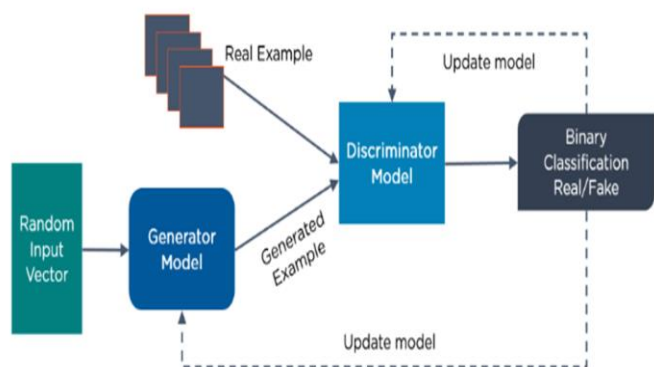 Real Example
Update model
Discriminator
Model
Binary
Classification
Real/Fake
Random
Input
Vector
Generator
Model
Generated
Example
Update model